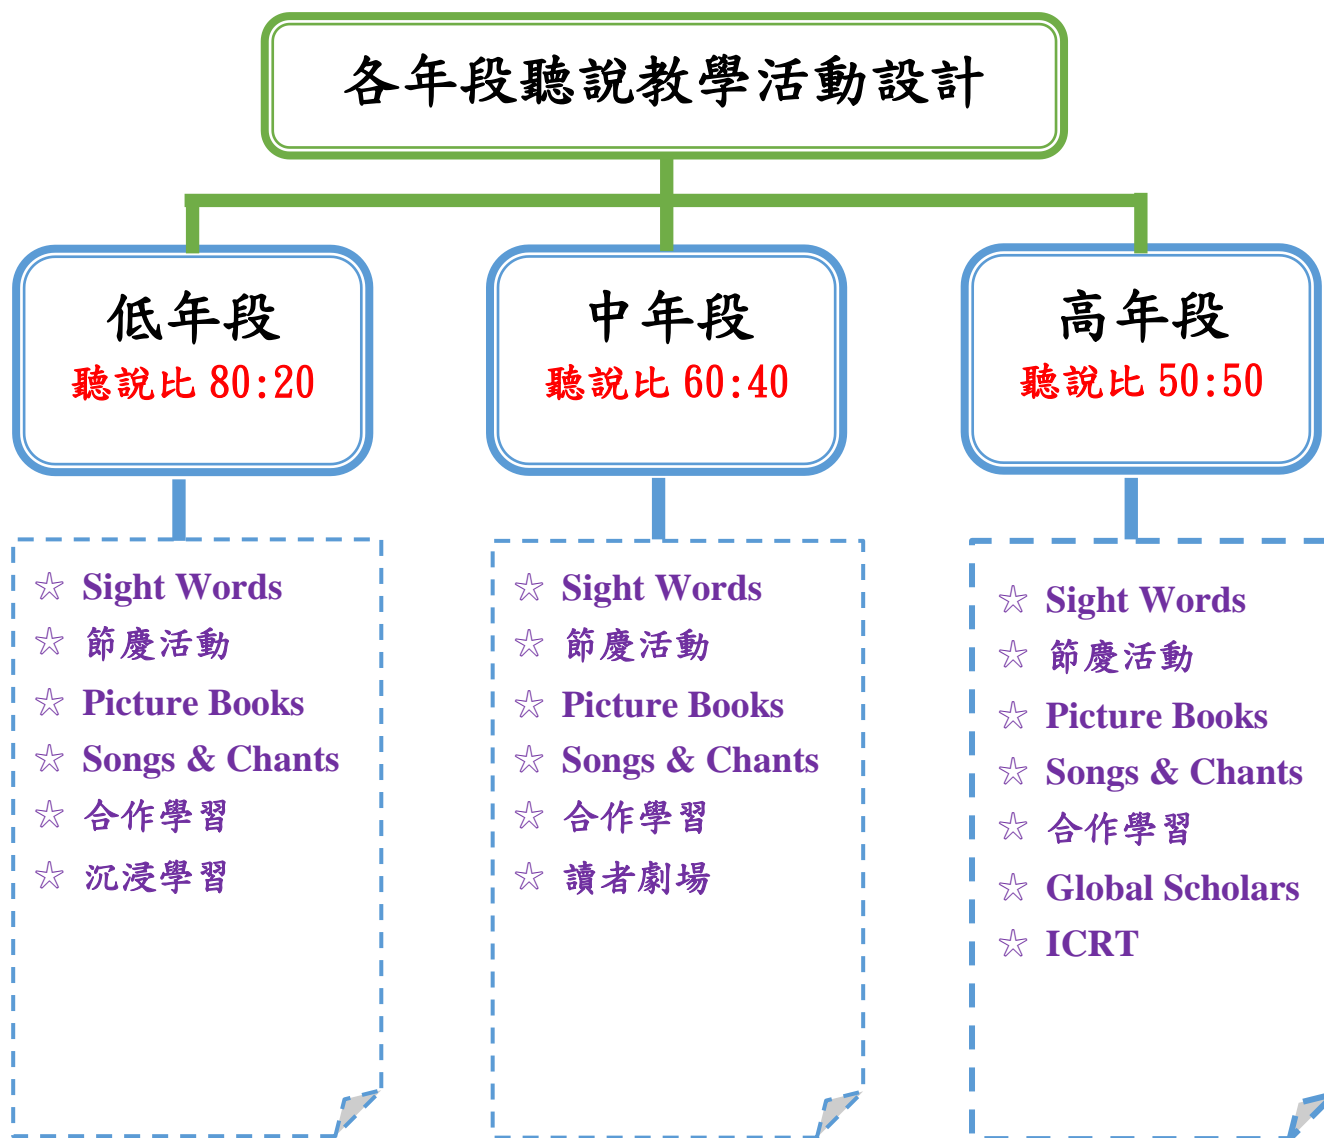 各年段聽說教學活動設計
低年段
聽說比 80:20
☆ Sight Words
☆ 節慶活動
☆ Picture Books
☆ Songs & Chants
☆ 合作學習
☆ 沉浸學習
中年段
聽說比 60:40
☆ Sight Words
☆ 節慶活動
☆ Picture Books
☆ Songs & Chants
☆ 合作學習
☆ 讀者劇場
高年段
聽說比 50:50
☆ Sight Words
☆ 節慶活動
☆ Picture Books
☆ Songs & Chants
☆ 合作學習
☆ Global Scholars
☆ ICRT